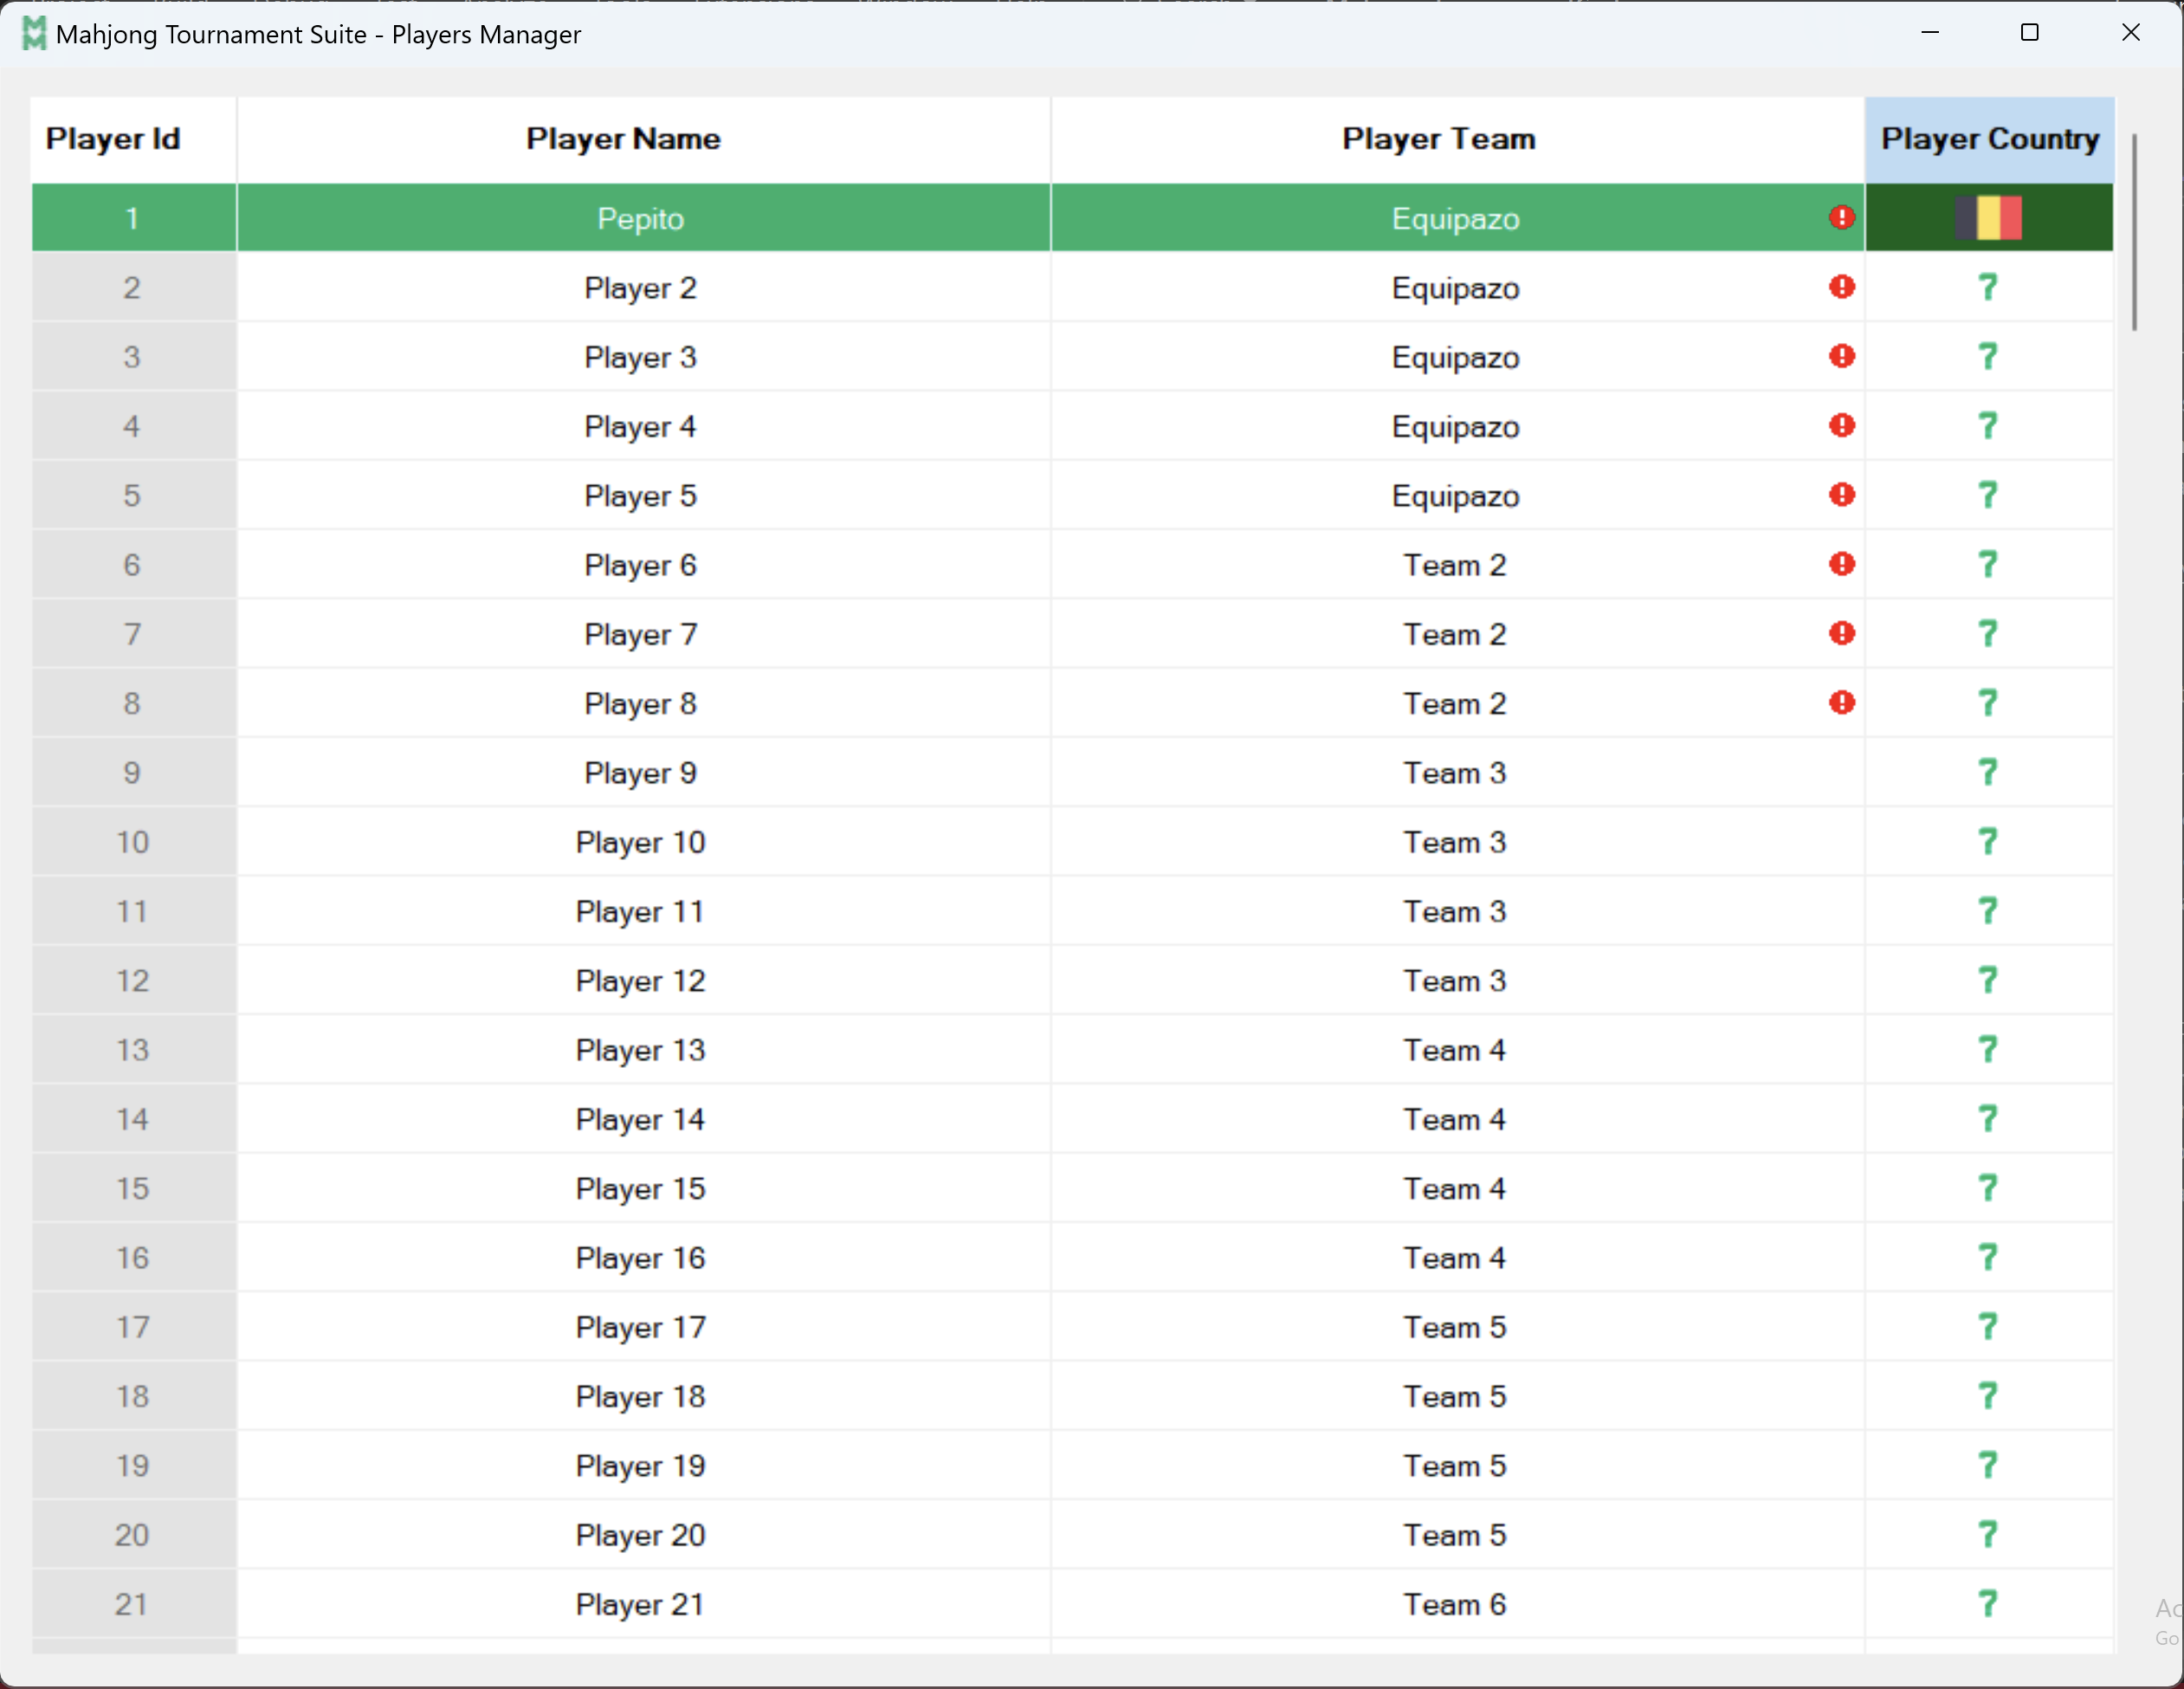 Mahjong Tournament Suite - Players Manager
Player Id Player Name Player Team Player Country
1 Pepito Equipazo
2 Player 2 Equipazo ?
3 Player 3 Equipazo ?
4 Player 4 Equipazo ?
5 Player 5 Equipazo ?
6 Player 6 Team 2 ?
7 Player 7 Team 2 ?
8 Player 8 Team 2 ?
9 Player 9 Team 3 ?
10 Player 10 Team 3 ?
11 Player 11 Team 3 ?
12 Player 12 Team 3 ?
13 Player 13 Team 4 ?
14 Player 14 Team 4 ?
15 Player 15 Team 4 ?
16 Player 16 Team 4 ?
17 Player 17 Team 5 ?
18 Player 18 Team 5 ?
19 Player 19 Team 5 ?
20 Player 20 Team 5 ?
21 Player 21 Team 6 ?
Go